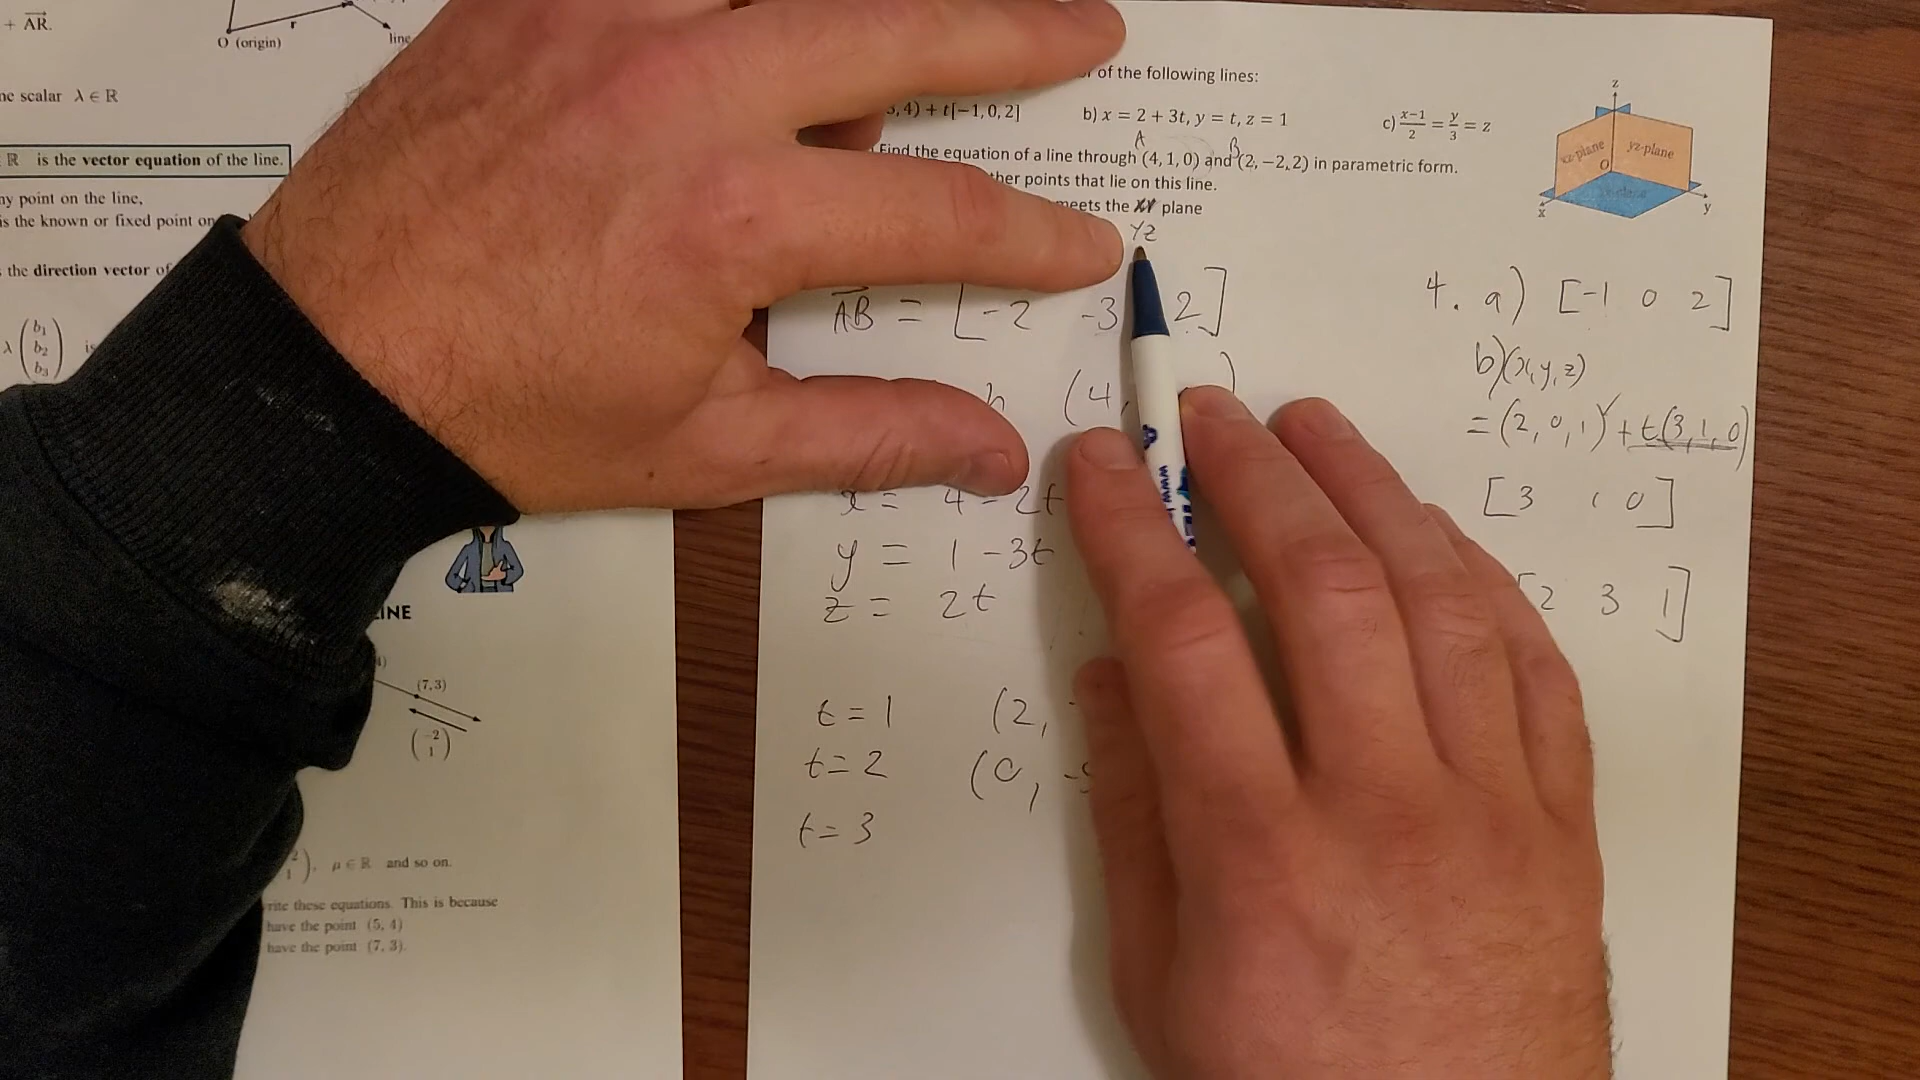 + AR.
O (origin)
r
line
scalar λ ∈ ℝ
ℝ is the vector equation of the line.
point on the line,
is the known or fixed point on
the direction vector
λ (b₁ b₂ b₃) is
LINE
(7, 3)
(-2 1)
μ ∈ ℝ and so on.
these equations. This is because
have the point (5, 4)
have the point (7, 3).
of the following lines:
, 4) + t[−1, 0, 2]
b) x = 2 + 3t, y = t, z = 1
c) x−1/2 = y/3 = z
A B
Find the equation of a line through (4, 1, 0) and (2, −2, 2) in parametric form.
points that lie on this line.
meets the XY plane
YZ
z
xz-plane
yz-plane
O
x
y
AB = [-2 -3 2]
(4,
x = 4 - 2t
y = 1 - 3t
z = 2t
t = 1 (2,
t = 2 (0,
t = 3
4. a) [-1 0 2]
b) (x, y, z)
= (2, 0, 1) + t(3, 1, 0)
[3 1 0]
[2 3 1]